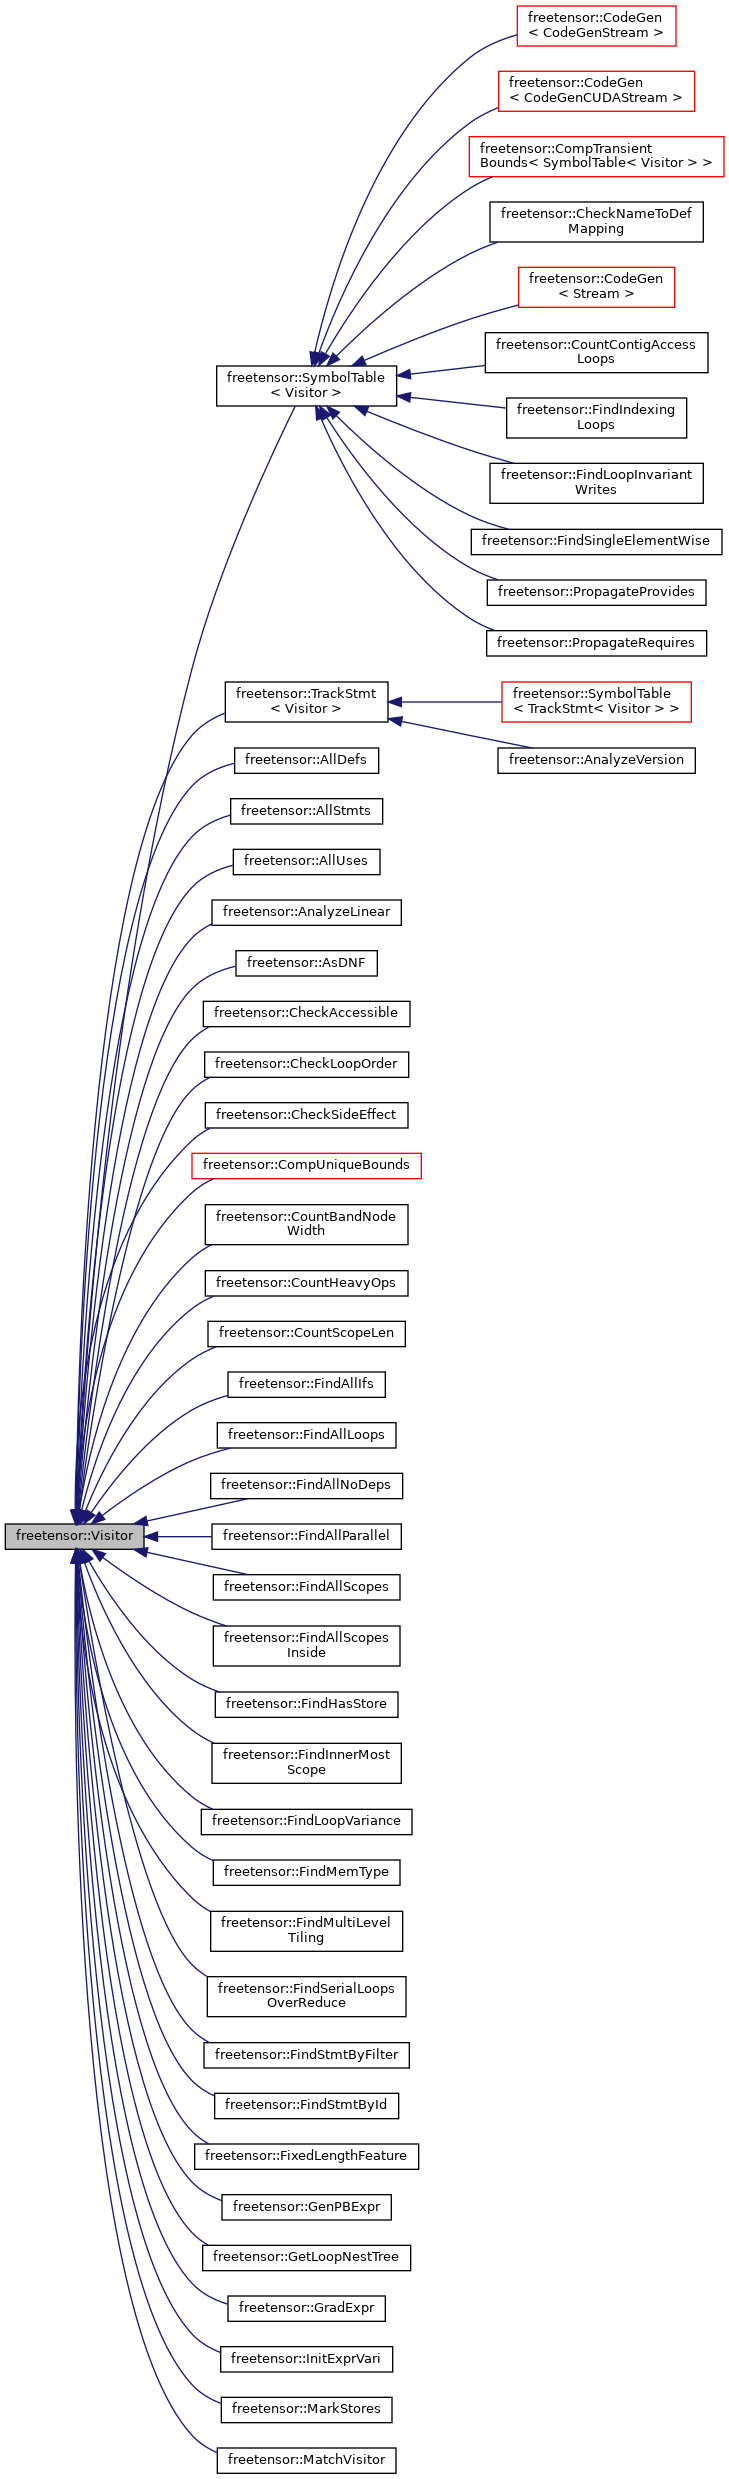 freetensor::CodeGen
< CodeGenStream >
freetensor::CodeGen
< CodeGenCUDAStream >
freetensor::CompTransient
Bounds< SymbolTable< Visitor > >
freetensor::CheckNameToDef
Mapping
freetensor::CodeGen
< Stream >
freetensor::CountContigAccess
Loops
freetensor::SymbolTable
< Visitor >
freetensor::FindIndexing
Loops
freetensor::FindLoopInvariant
Writes
freetensor::FindSingleElementWise
freetensor::PropagateProvides
freetensor::PropagateRequires
freetensor::TrackStmt
< Visitor >
freetensor::SymbolTable
< TrackStmt< Visitor > >
freetensor::AllDefs
freetensor::AnalyzeVersion
freetensor::AllStmts
freetensor::AllUses
freetensor::AnalyzeLinear
freetensor::AsDNF
freetensor::CheckAccessible
freetensor::CheckLoopOrder
freetensor::CheckSideEffect
freetensor::CompUniqueBounds
freetensor::CountBandNode
Width
freetensor::CountHeavyOps
freetensor::CountScopeLen
freetensor::FindAllIfs
freetensor::FindAllLoops
freetensor::FindAllNoDeps
freetensor::Visitor
freetensor::FindAllParallel
freetensor::FindAllScopes
freetensor::FindAllScopes
Inside
freetensor::FindHasStore
freetensor::FindInnerMost
Scope
freetensor::FindLoopVariance
freetensor::FindMemType
freetensor::FindMultiLevel
Tiling
freetensor::FindSerialLoops
OverReduce
freetensor::FindStmtByFilter
freetensor::FindStmtById
freetensor::FixedLengthFeature
freetensor::GenPBExpr
freetensor::GetLoopNestTree
freetensor::GradExpr
freetensor::InitExprVari
freetensor::MarkStores
freetensor::MatchVisitor